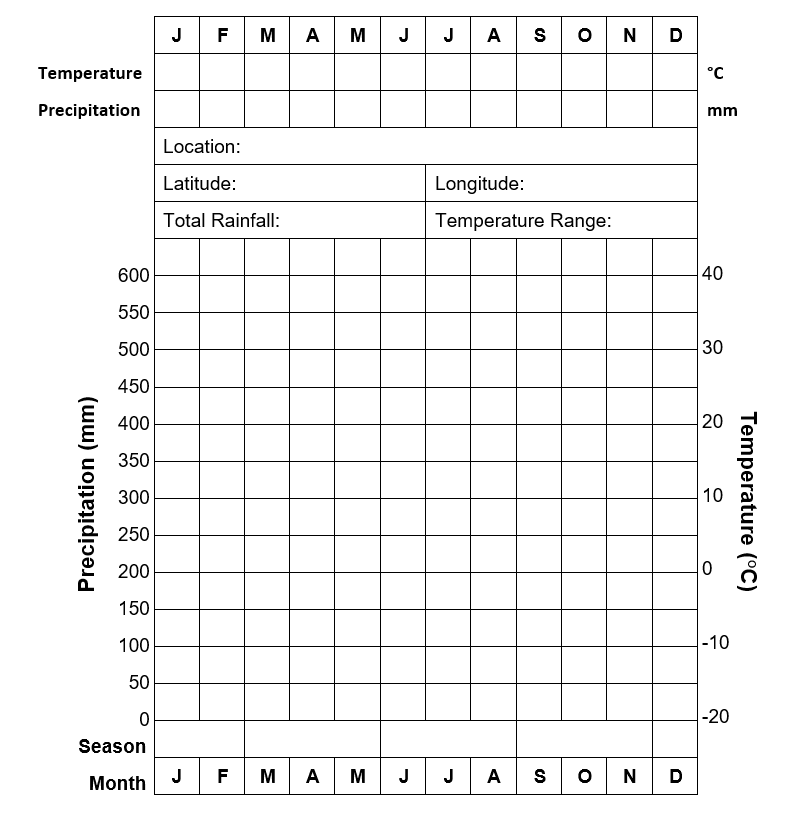 J F M A M J J A S O N D
Temperature °C
Precipitation mm
Location:
Latitude: Longitude:
Total Rainfall: Temperature Range:
600 40
550
500 30
450
400 20
350
300 10
250
200 0
150
100 -10
50
0 -20
Precipitation (mm)
Temperature (°C)
Season
Month J F M A M J J A S O N D